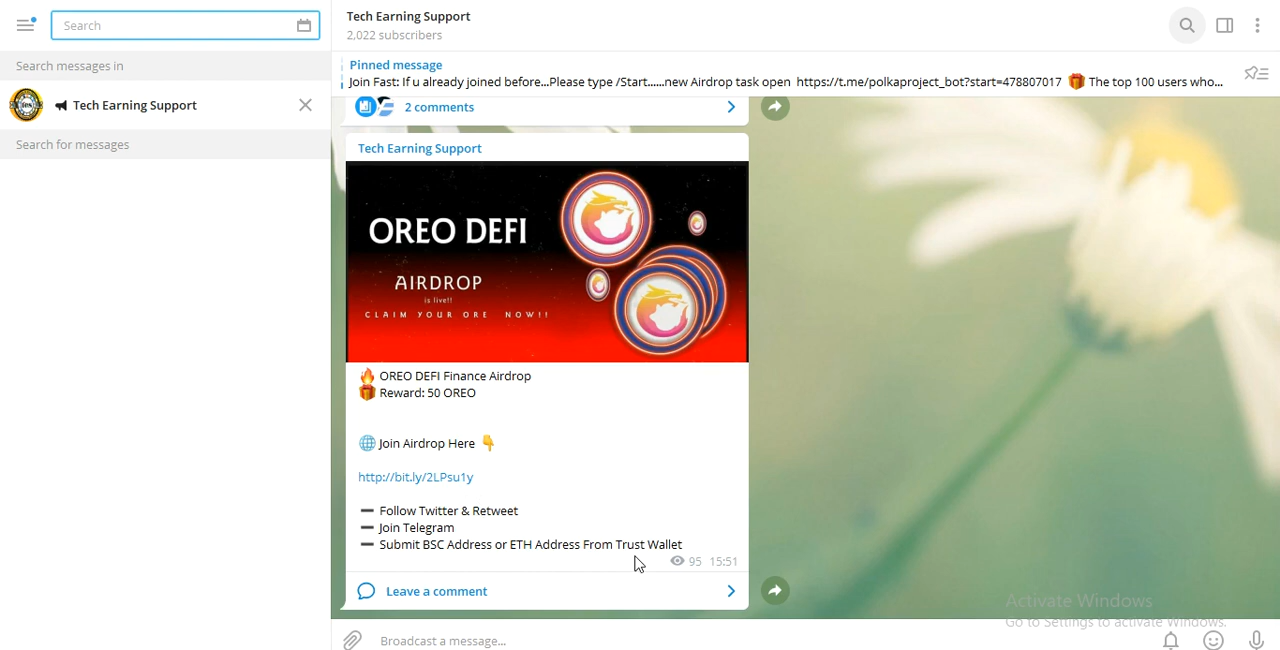 Search
Search messages in
Tech Earning Support
Search for messages
Tech Earning Support
2,022 subscribers
Pinned message
Join Fast: If u already joined before...Please type /Start......new Airdrop task open https://t.me/polkaproject_bot?start=478807017 🎁 The top 100 users who...
2 comments
Tech Earning Support
OREO DEFI
AIRDROP
is live!!
CLAIM YOUR ORE NOW!!
🔥 OREO DEFI Finance Airdrop
🎁 Reward: 50 OREO
🌐 Join Airdrop Here 👇
http://bit.ly/2LPsu1y
➖ Follow Twitter & Retweet
➖ Join Telegram
➖ Submit BSC Address or ETH Address From Trust Wallet
95 15:51
Leave a comment
Broadcast a message...
Activate Windows
Go to Settings to activate Windows.